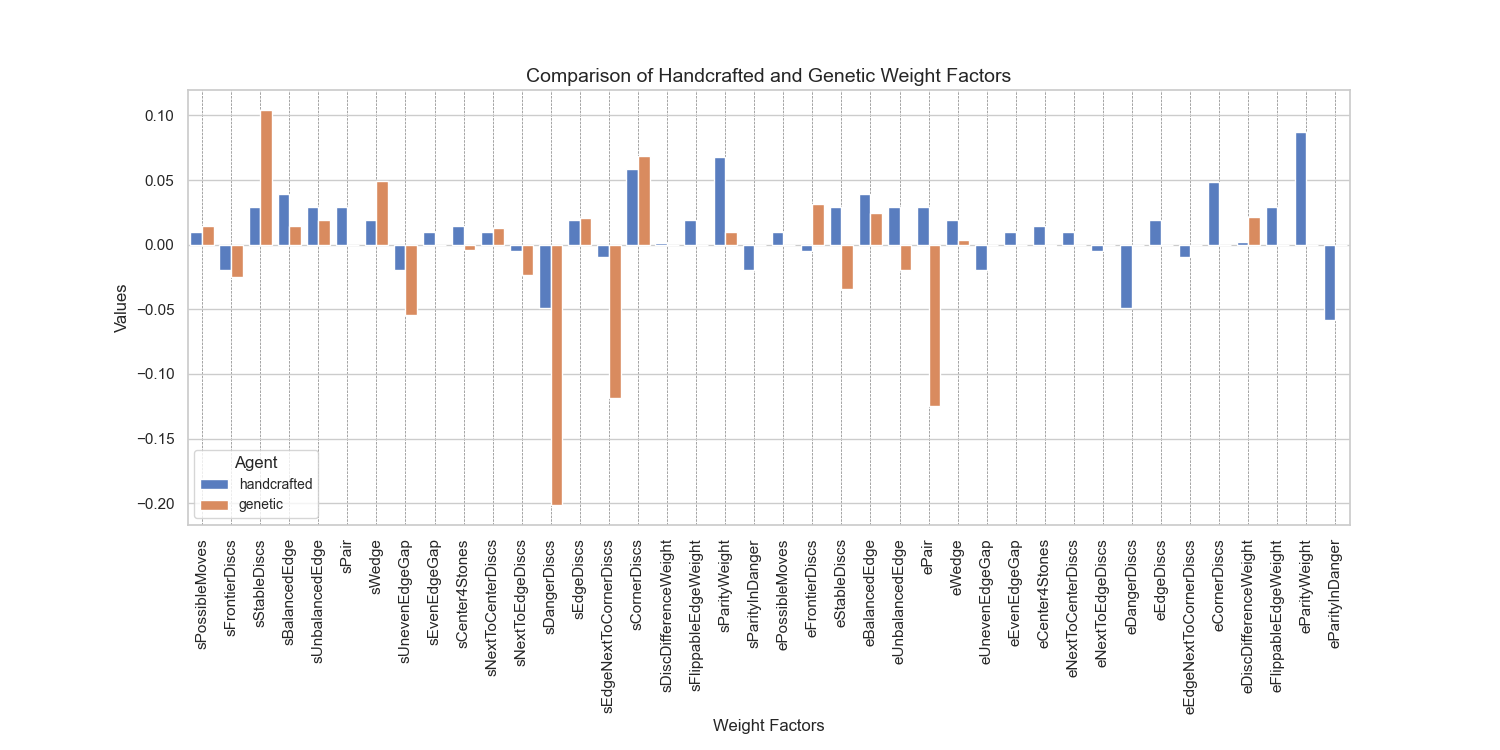 Comparison of Handcrafted and Genetic Weight Factors
0.10
0.05
0.00
−0.05
−0.10
−0.15
−0.20
Values
Agent
handcrafted
genetic
sPossibleMoves
sFrontierDiscs
sStableDiscs
sBalancedEdge
sUnbalancedEdge
sPair
sWedge
sUnevenEdgeGap
sEvenEdgeGap
sCenter4Stones
sNextToCenterDiscs
sNextToEdgeDiscs
sDangerDiscs
sEdgeDiscs
sEdgeNextToCornerDiscs
sCornerDiscs
sDiscDifferenceWeight
sFlippableEdgeWeight
sParityWeight
sParityInDanger
ePossibleMoves
eFrontierDiscs
eStableDiscs
eBalancedEdge
eUnbalancedEdge
ePair
eWedge
eUnevenEdgeGap
eEvenEdgeGap
eCenter4Stones
eNextToCenterDiscs
eNextToEdgeDiscs
eDangerDiscs
eEdgeDiscs
eEdgeNextToCornerDiscs
eCornerDiscs
eDiscDifferenceWeight
eFlippableEdgeWeight
eParityWeight
eParityInDanger
Weight Factors